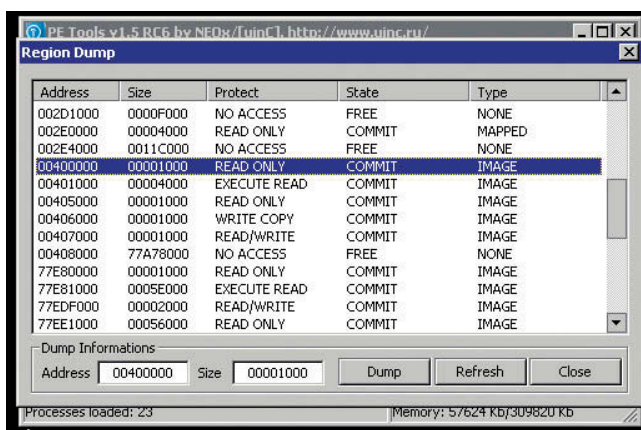 PE Tools v1.5 RC6 by NEOx/[uinC], http://www.uinc.ru/
Region Dump
Address Size Protect State Type
002D1000 0000F000 NO ACCESS FREE NONE
002E0000 00004000 READ ONLY COMMIT MAPPED
002E4000 0011C000 NO ACCESS FREE NONE
00400000 00001000 READ ONLY COMMIT IMAGE
00401000 00004000 EXECUTE READ COMMIT IMAGE
00405000 00001000 READ ONLY COMMIT IMAGE
00406000 00001000 WRITE COPY COMMIT IMAGE
00407000 00001000 READ/WRITE COMMIT IMAGE
00408000 77A78000 NO ACCESS FREE NONE
77E80000 00001000 READ ONLY COMMIT IMAGE
77E81000 0005E000 EXECUTE READ COMMIT IMAGE
77EDF000 00002000 READ/WRITE COMMIT IMAGE
77EE1000 00056000 READ ONLY COMMIT IMAGE
Dump Informations
Address 00400000 Size 00001000 Dump Refresh Close
Processes loaded: 23 Memory: 57624 Kb/309820 Kb